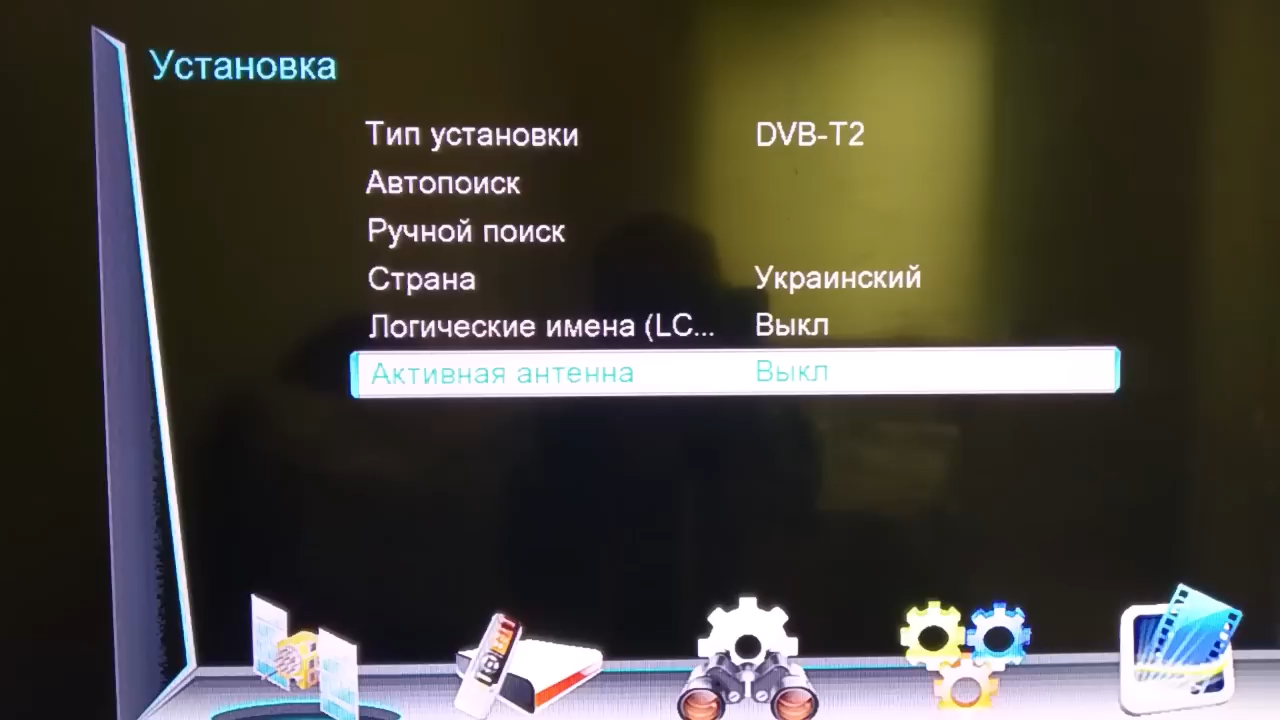 Установка
Тип установки DVB-T2
Автопоиск
Ручной поиск
Страна Украинский
Логические имена (LC... Выкл
Активная антенна Выкл